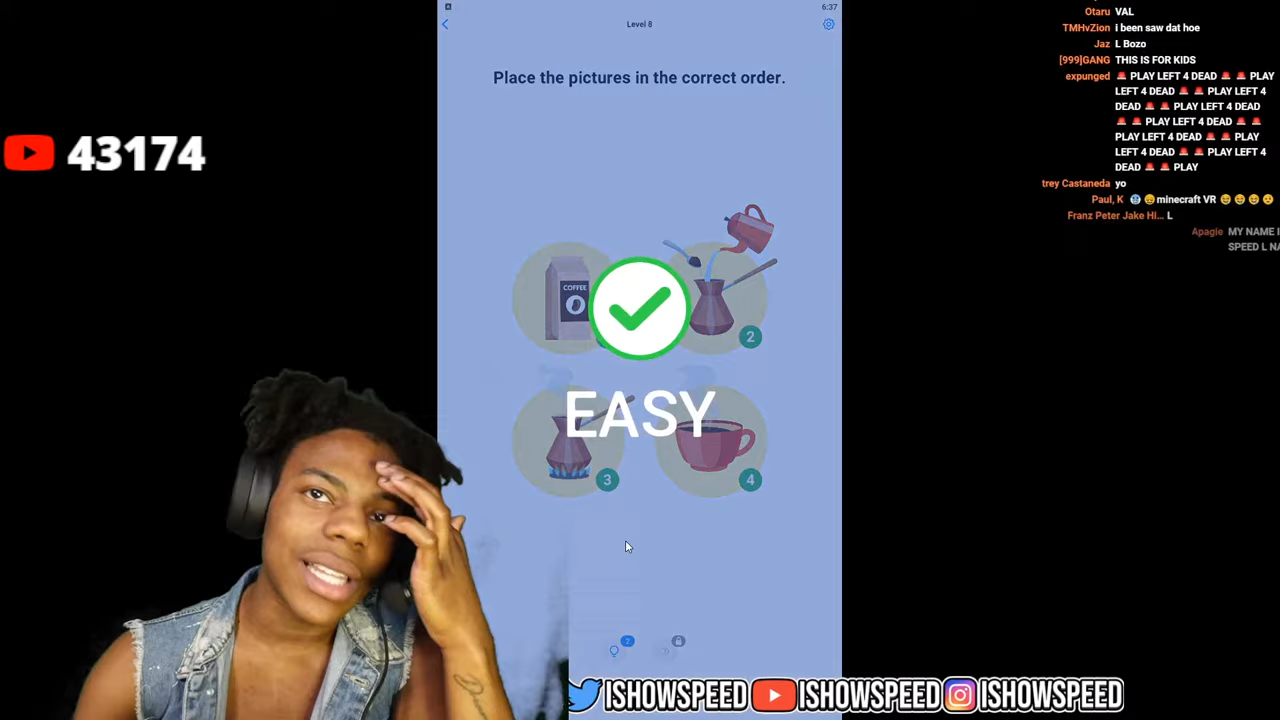 6:37
Level 8
Place the pictures in the correct order.
43174
COFFEE
2
EASY
3
4
2
Otaru VAL
TMHvZion i been saw dat hoe
Jaz L Bozo
[999]GANG THIS IS FOR KIDS
expunged 🚨 PLAY LEFT 4 DEAD 🚨 🚨 PLAY
LEFT 4 DEAD 🚨 🚨 PLAY LEFT 4
DEAD 🚨 🚨 PLAY LEFT 4 DEAD
🚨 🚨 PLAY LEFT 4 DEAD 🚨 🚨
PLAY LEFT 4 DEAD 🚨 🚨 PLAY
LEFT 4 DEAD 🚨 🚨 PLAY LEFT 4
DEAD 🚨 🚨 PLAY
trey Castaneda yo
Paul, K minecraft VR
Franz Peter Jake Hi... L
Apagie MY NAME I
SPEED L NA
ISHOWSPEED ISHOWSPEED ISHOWSPEED